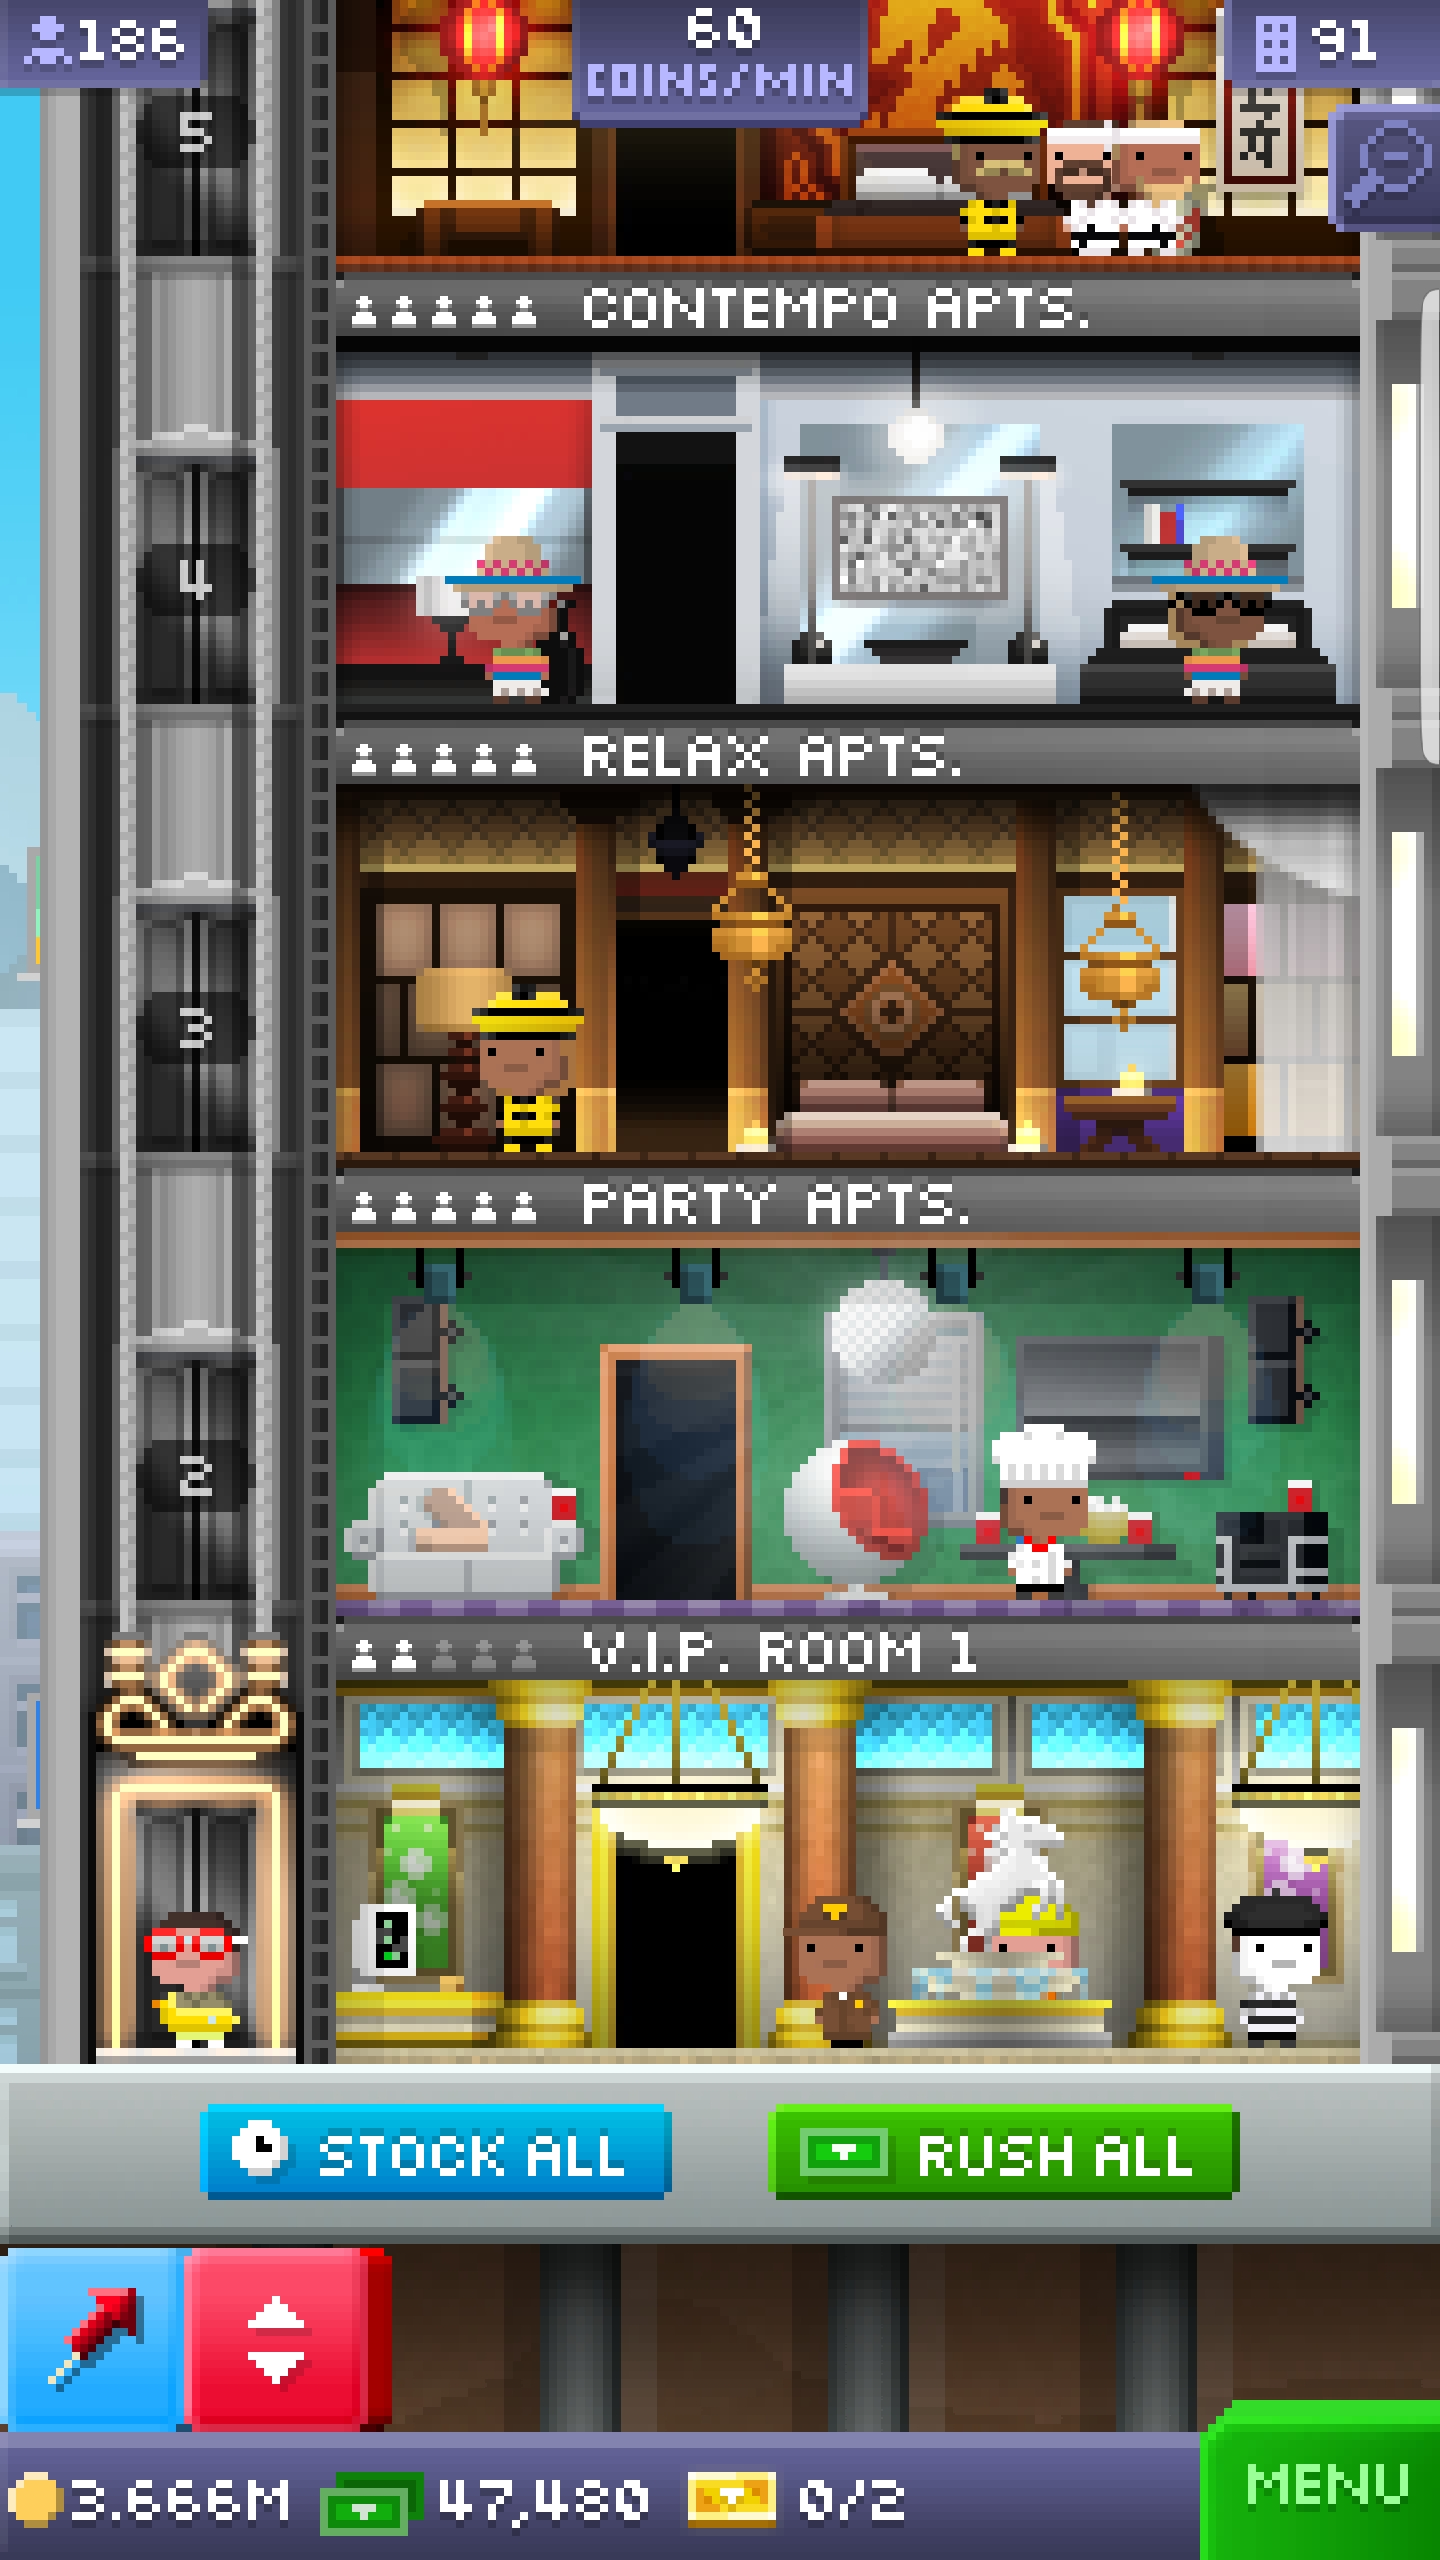 186
60
COINS/MIN
91
5
CONTEMPO APTS.
4
RELAX APTS.
3
PARTY APTS.
2
V.I.P. ROOM 1
STOCK ALL
RUSH ALL
3.666M
47,480
0/2
MENU